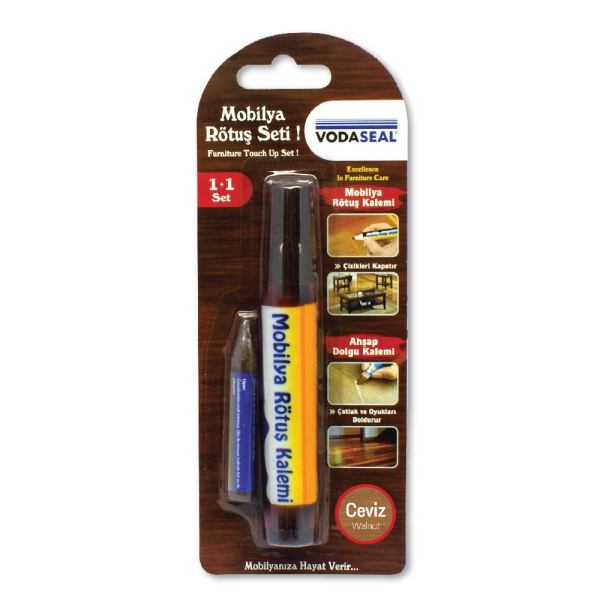 Mobilya
Rötuş Seti !
Furniture Touch Up Set !
1+1
Set
VODASEAL®
Excellence
In Furniture Care
Mobilya
Rötuş Kalemi
>> Çizikleri Kapatır
Ahşap
Dolgu Kalemi
>> Çatlak ve Oyukları
Doldurur
Mobilya Rötuş Kalemi
Ceviz
Walnut
Mobilyanıza Hayat Verir...